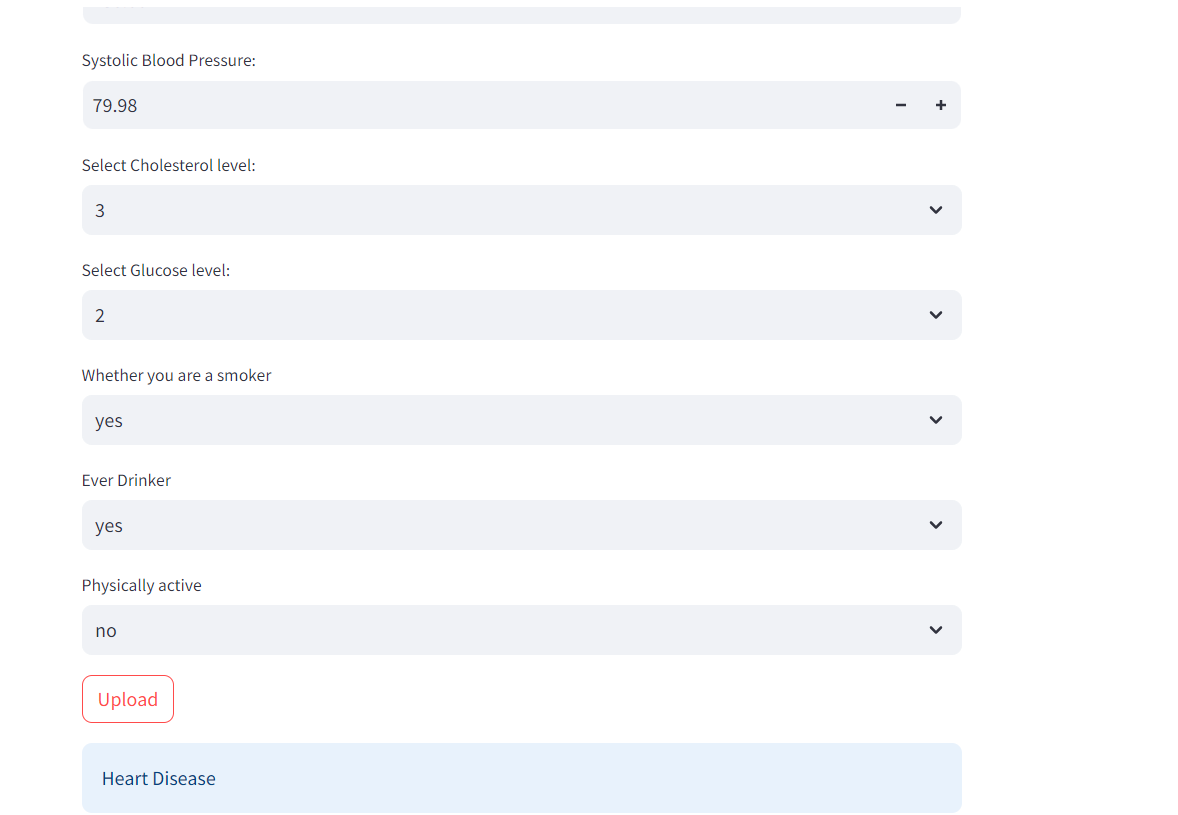 Systolic Blood Pressure:
79.98
Select Cholesterol level:
3
Select Glucose level:
2
Whether you are a smoker
yes
Ever Drinker
yes
Physically active
no
Upload
Heart Disease